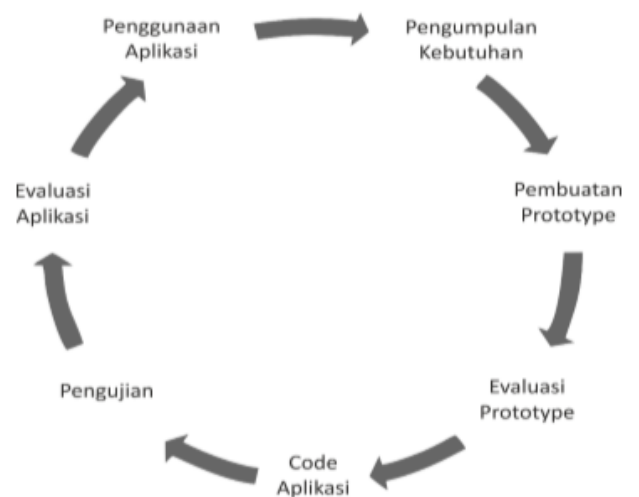 Penggunaan
Aplikasi
Pengumpulan
Kebutuhan
Pembuatan
Prototype
Evaluasi
Prototype
Code
Aplikasi
Pengujian
Evaluasi
Aplikasi